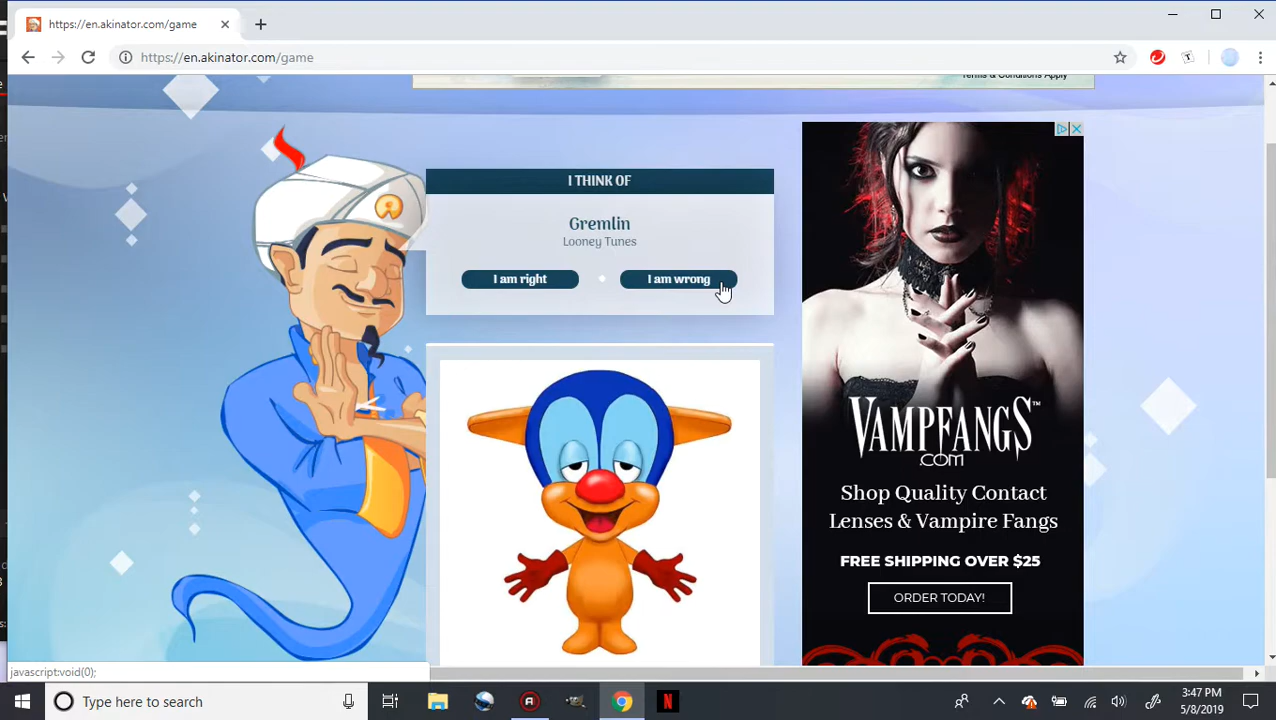 https://en.akinator.com/game
https://en.akinator.com/game
Terms & Conditions Apply
I THINK OF
Gremlin
Looney Tunes
I am right
I am wrong
VAMPFANGS™
.COM
Shop Quality Contact
Lenses & Vampire Fangs
FREE SHIPPING OVER $25
ORDER TODAY!
javascript:void(0);
Type here to search
3:47 PM
5/8/2019